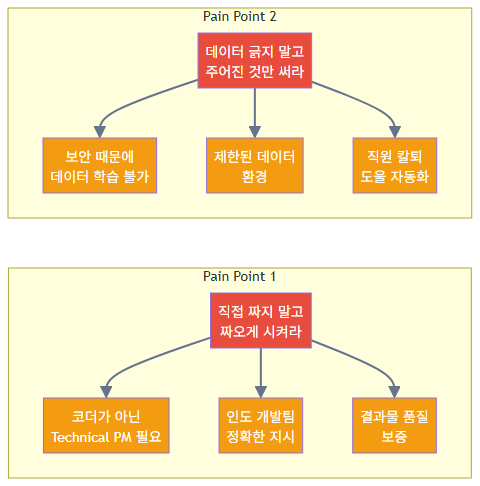 Pain Point 2
데이터 긁지 말고
주어진 것만 써라
보안 때문에
데이터 학습 불가
제한된 데이터
환경
직원 칼퇴
도울 자동화
Pain Point 1
직접 짜지 말고
짜오게 시켜라
코더가 아닌
Technical PM 필요
인도 개발팀
정확한 지시
결과물 품질
보증